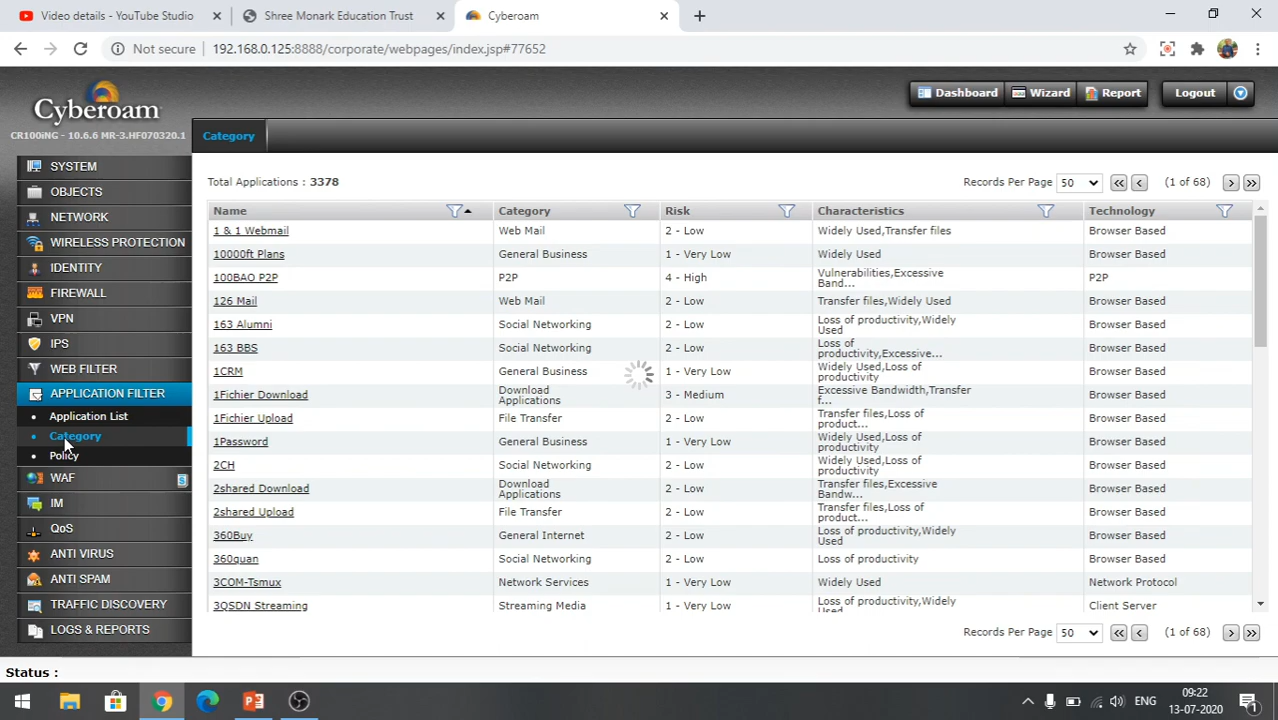 Video details - YouTube Studio
Shree Monark Education Trust
Cyberoam
Not secure
192.168.0.125:8888/corporate/webpages/index.jsp#77652
Cyberoam
CR100iNG - 10.6.6 MR-3.HF070320.1
Dashboard
Wizard
Report
Logout
SYSTEM
OBJECTS
NETWORK
WIRELESS PROTECTION
IDENTITY
FIREWALL
VPN
IPS
WEB FILTER
APPLICATION FILTER
Application List
Category
Policy
WAF
S
IM
QoS
ANTI VIRUS
ANTI SPAM
TRAFFIC DISCOVERY
LOGS & REPORTS
Category
Total Applications : 3378
Records Per Page 50 (1 of 68)
Name Category Risk Characteristics Technology
1 & 1 Webmail Web Mail 2 - Low Widely Used,Transfer files Browser Based
10000ft Plans General Business 1 - Very Low Widely Used Browser Based
100BAO P2P P2P 4 - High Vulnerabilities,Excessive
Band... P2P
126 Mail Web Mail 2 - Low Transfer files,Widely Used Browser Based
163 Alumni Social Networking 2 - Low Loss of productivity,Widely
Used Browser Based
163 BBS Social Networking 2 - Low Loss of
productivity,Excessive... Browser Based
1CRM General Business 1 - Very Low Widely Used,Loss of
productivity Browser Based
1Fichier Download Download
Applications 3 - Medium Excessive Bandwidth,Transfer
f... Browser Based
1Fichier Upload File Transfer 2 - Low Transfer files,Loss of
product... Browser Based
1Password General Business 1 - Very Low Widely Used,Loss of
productivity Browser Based
2CH Social Networking 2 - Low Widely Used,Loss of
productivity Browser Based
2shared Download Download
Applications 2 - Low Transfer files,Excessive
Bandw... Browser Based
2shared Upload File Transfer 2 - Low Transfer files,Loss of
product... Browser Based
360Buy General Internet 2 - Low Loss of productivity,Widely
Used Browser Based
360quan Social Networking 2 - Low Loss of productivity Browser Based
3COM-Tsmux Network Services 1 - Very Low Widely Used Network Protocol
3QSDN Streaming Streaming Media 1 - Very Low Loss of productivity,Widely
Used Client Server
Records Per Page 50 (1 of 68)
Status :
ENG
09:22
13-07-2020
1